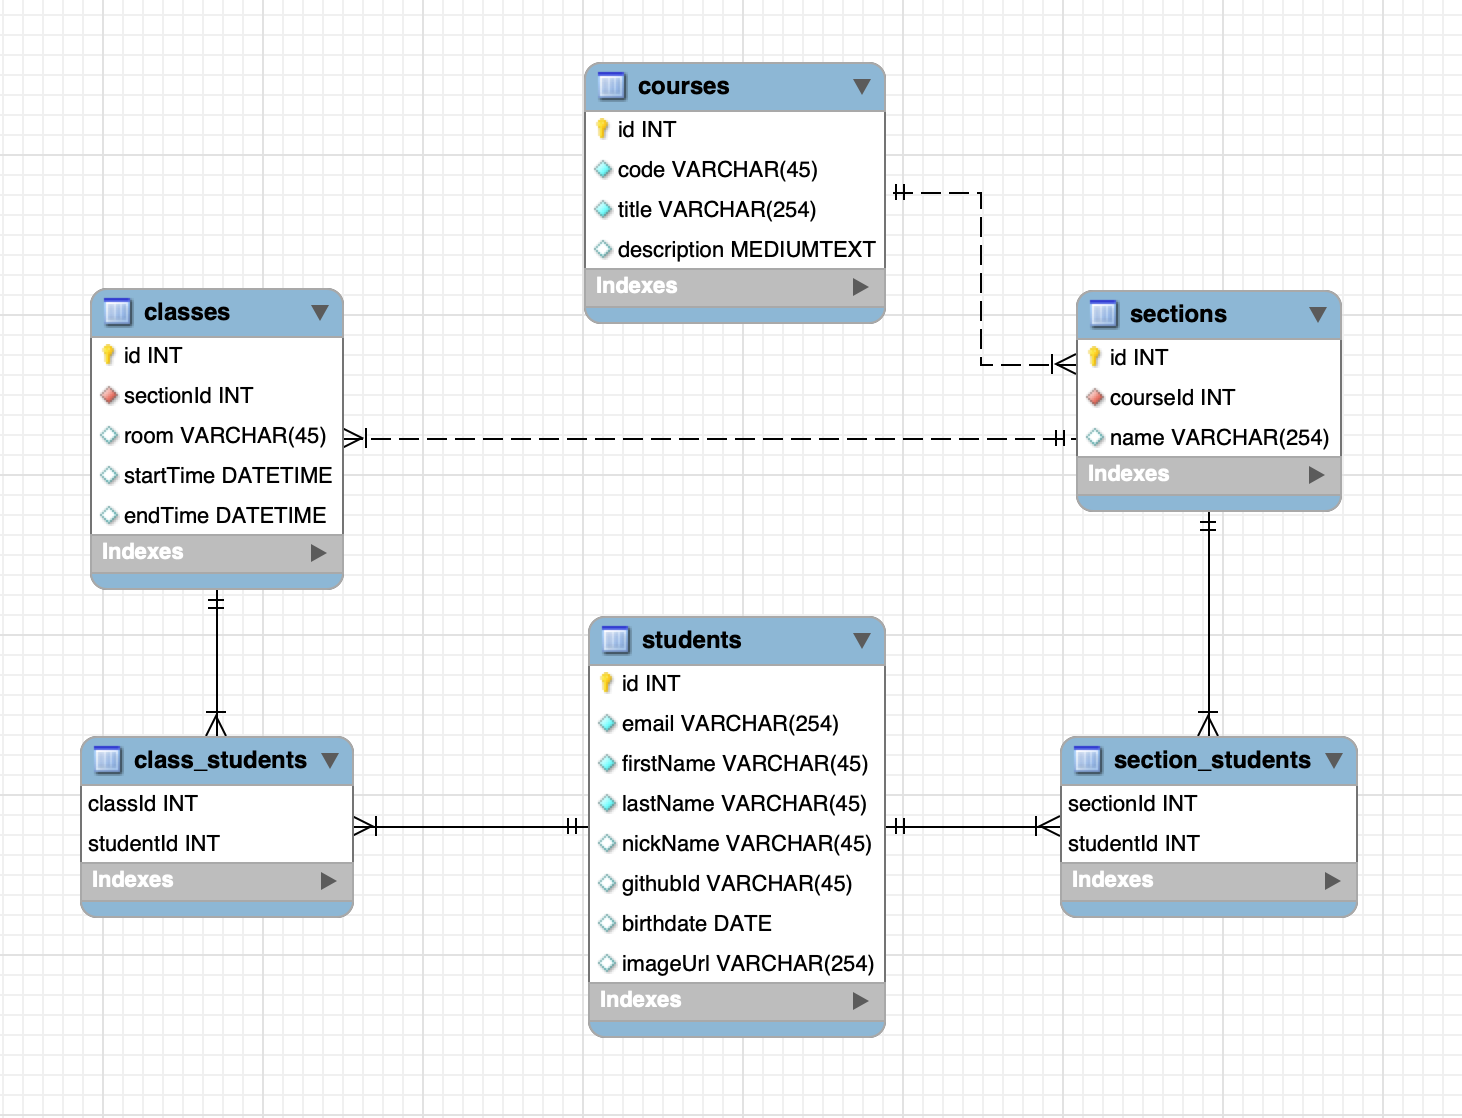 courses
id INT
code VARCHAR(45)
title VARCHAR(254)
description MEDIUMTEXT
Indexes
classes
id INT
sectionId INT
room VARCHAR(45)
startTime DATETIME
endTime DATETIME
Indexes
sections
id INT
courseId INT
name VARCHAR(254)
Indexes
students
id INT
email VARCHAR(254)
firstName VARCHAR(45)
lastName VARCHAR(45)
nickName VARCHAR(45)
githubId VARCHAR(45)
birthdate DATE
imageUrl VARCHAR(254)
Indexes
class_students
classId INT
studentId INT
Indexes
section_students
sectionId INT
studentId INT
Indexes